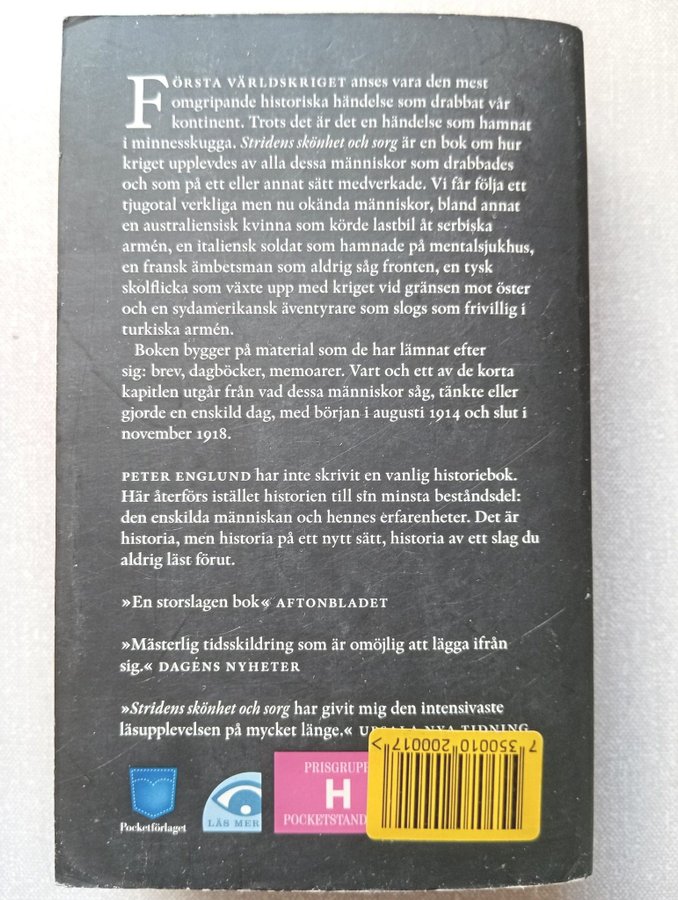 FÖRSTA VÄRLDSKRIGET anses vara den mest
omgripande historiska händelse som drabbat vår
kontinent. Trots det är det en händelse som hamnat
i minnesskugga. Stridens skönhet och sorg är en bok om hur
kriget upplevdes av alla dessa människor som drabbades
och som på ett eller annat sätt medverkade. Vi får följa ett
tjugotal verkliga men nu okända människor, bland annat
en australiensisk kvinna som körde lastbil åt serbiska
armén, en italiensk soldat som hamnade på mentalsjukhus,
en fransk ämbetsman som aldrig såg fronten, en tysk
skolflicka som växte upp med kriget vid gränsen mot öster
och en sydamerikansk äventyrare som slogs som frivillig i
turkiska armén.
Boken bygger på material som de har lämnat efter
sig: brev, dagböcker, memoarer. Vart och ett av de korta
kapitlen utgår från vad dessa människor såg, tänkte eller
gjorde en enskild dag, med början i augusti 1914 och slut i
november 1918.
PETER ENGLUND har inte skrivit en vanlig historiebok.
Här återförs istället historien till sin minsta beståndsdel:
den enskilda människan och hennes erfarenheter. Det är
historia, men historia på ett nytt sätt, historia av ett slag du
aldrig läst förut.
»En storslagen bok« AFTONBLADET
»Mästerlig tidsskildring som är omöjlig att lägga ifrån
sig.« DAGENS NYHETER
»Stridens skönhet och sorg har givit mig den intensivaste
läsupplevelsen på mycket länge.« UPSALA NYA TIDNING
Pocketförlaget
LÄS MER
PRISGRUPP
H
POCKETSTAND
7 350010 200017 >